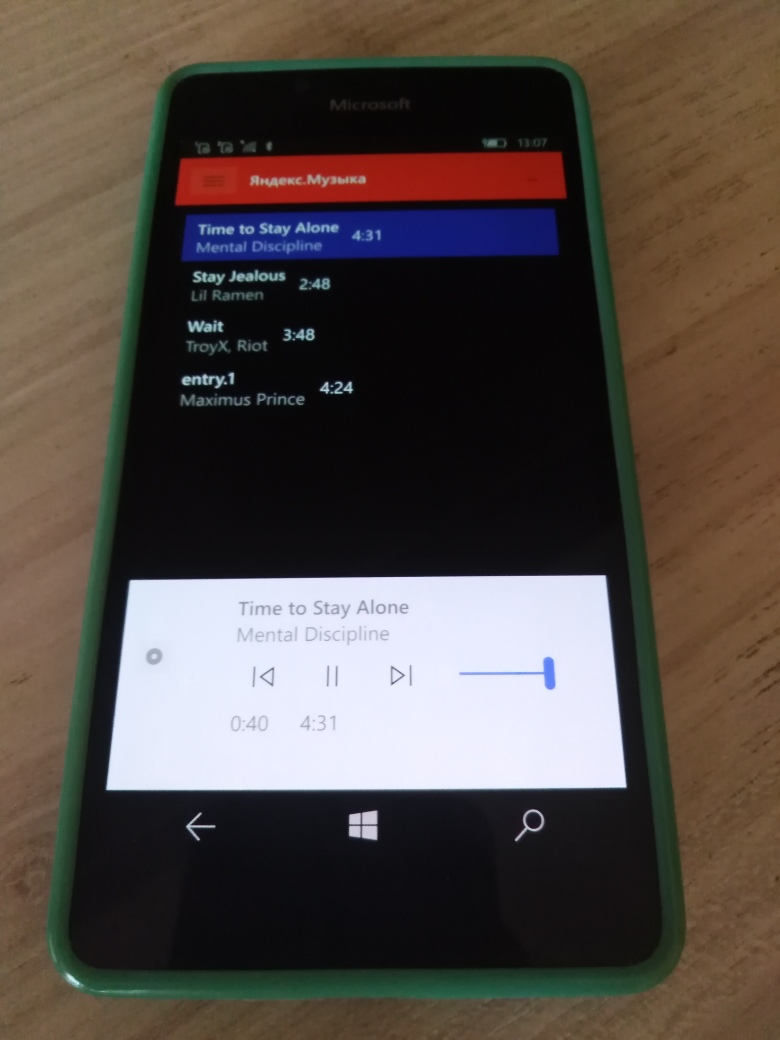 Microsoft
13:07
Яндекс.Музыка
Time to Stay Alone
Mental Discipline
4:31
Stay Jealous
Lil Ramen
2:48
Wait
TroyX, Riot
3:48
entry.1
Maximus Prince
4:24
Time to Stay Alone
Mental Discipline
0:40 4:31